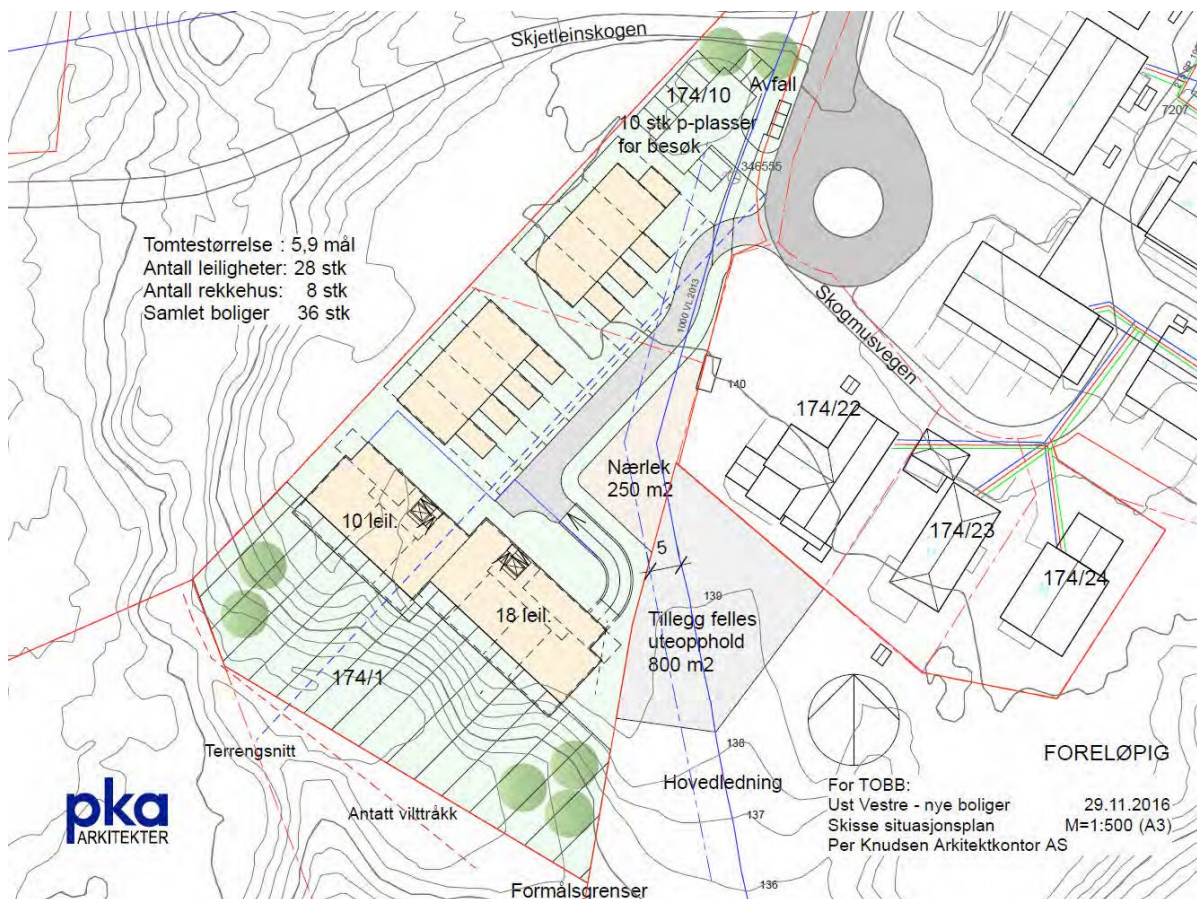 Skjetleinskogen
174/10
Avfall
10 stk p-plasser
for besøk
346555
7207
Tomtestørrelse : 5,9 mål
Antall leiligheter: 28 stk
Antall rekkehus: 8 stk
Samlet boliger 36 stk
1000 VL 2013
Skogmusvegen
140
174/22
Nærlek
250 m2
10 leil.
174/23
5
174/24
139
18 leil.
Tillegg felles
uteopphold
800 m2
174/1
Terrengsnitt
138
Hovedledning
FORELØPIG
For TOBB:
Ust Vestre - nye boliger 29.11.2016
Skisse situasjonsplan M=1:500 (A3)
Per Knudsen Arkitektkontor AS
pka
ARKITEKTER
Antatt vilttråkk
137
136
Formålsgrenser